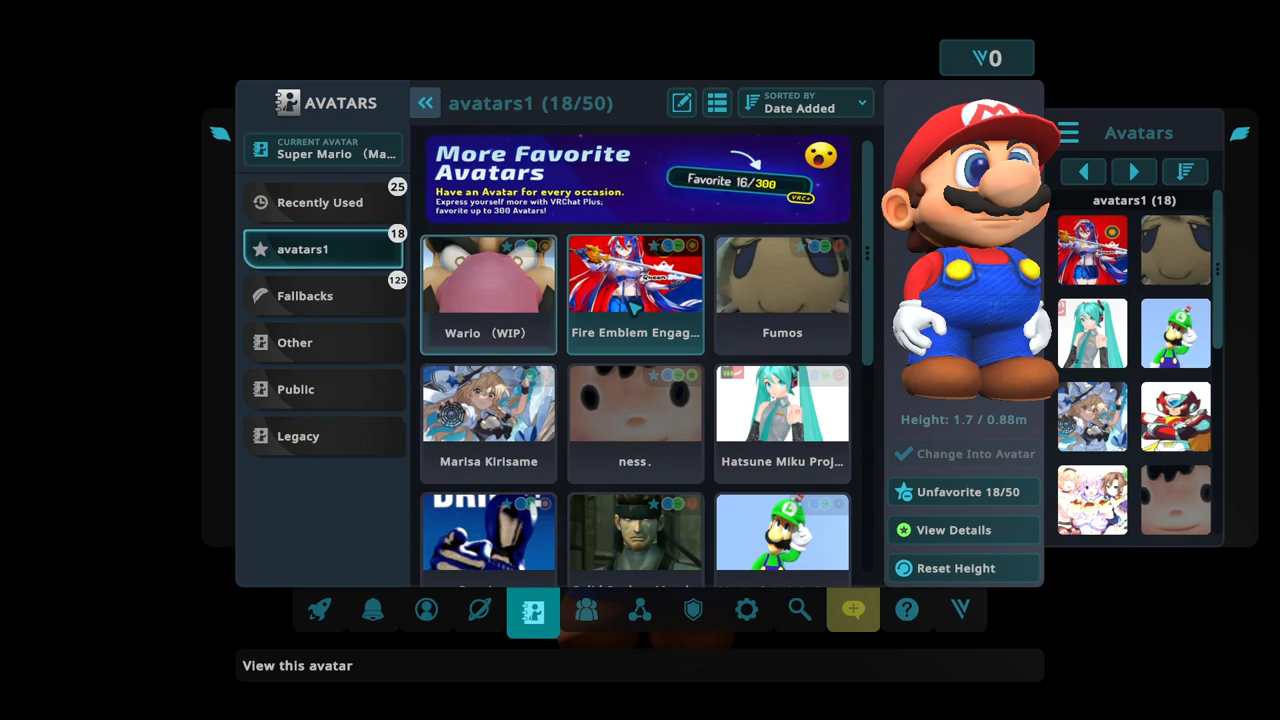 0
AVATARS
CURRENT AVATAR
Super Mario （Ma...
Recently Used
25
avatars1
18
Fallbacks
125
Other
Public
Legacy
avatars1 (18/50)
SORTED BY
Date Added
More Favorite
Avatars
Have an Avatar for every occasion.
Express yourself more with VRChat Plus;
favorite up to 300 Avatars!
Favorite 16/300
VRC+
Wario （WIP）
Fire Emblem Engag...
Fumos
Marisa Kirisame
ness.
Hatsune Miku Proj...
Height: 1.7 / 0.88m
Change Into Avatar
Unfavorite 18/50
View Details
Reset Height
Avatars
avatars1 (18)
View this avatar